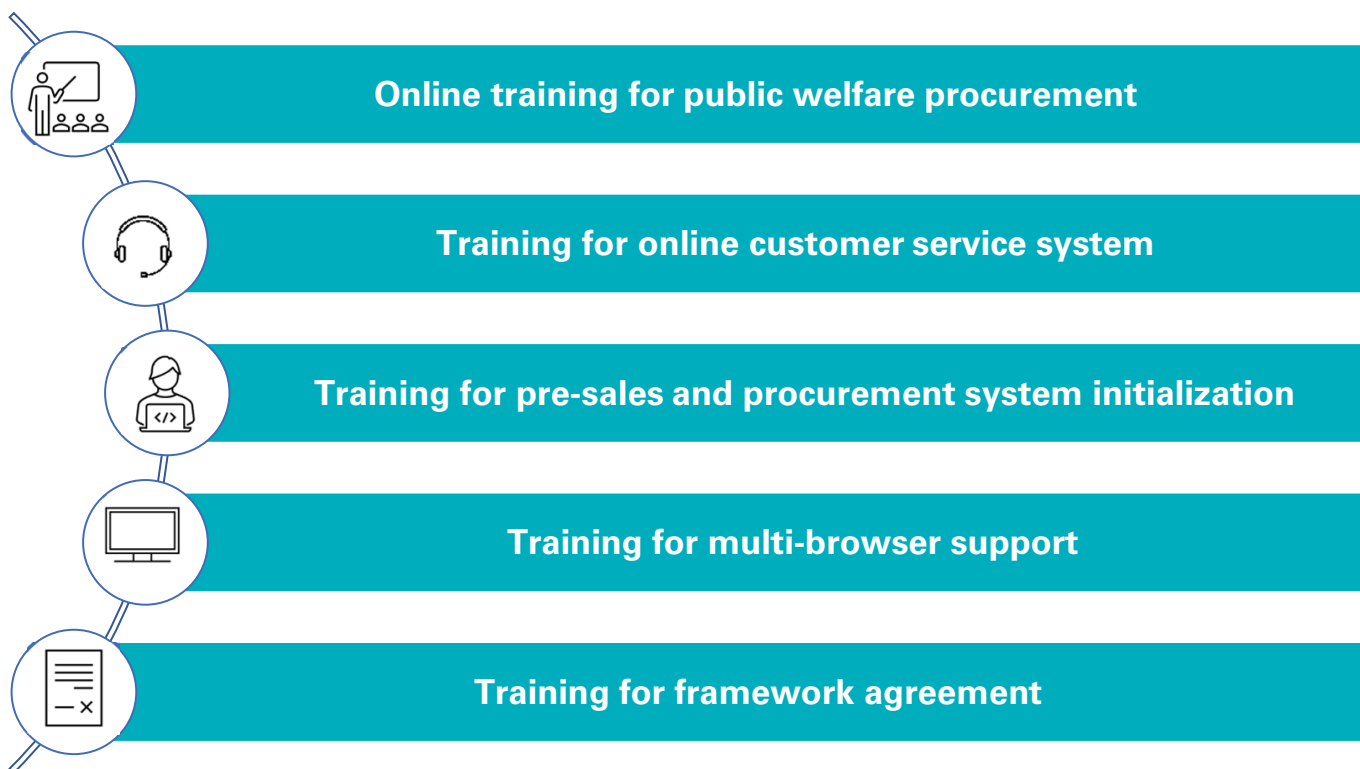 Online training for public welfare procurement
Training for online customer service system
</>
Training for pre-sales and procurement system initialization
Training for multi-browser support
Training for framework agreement